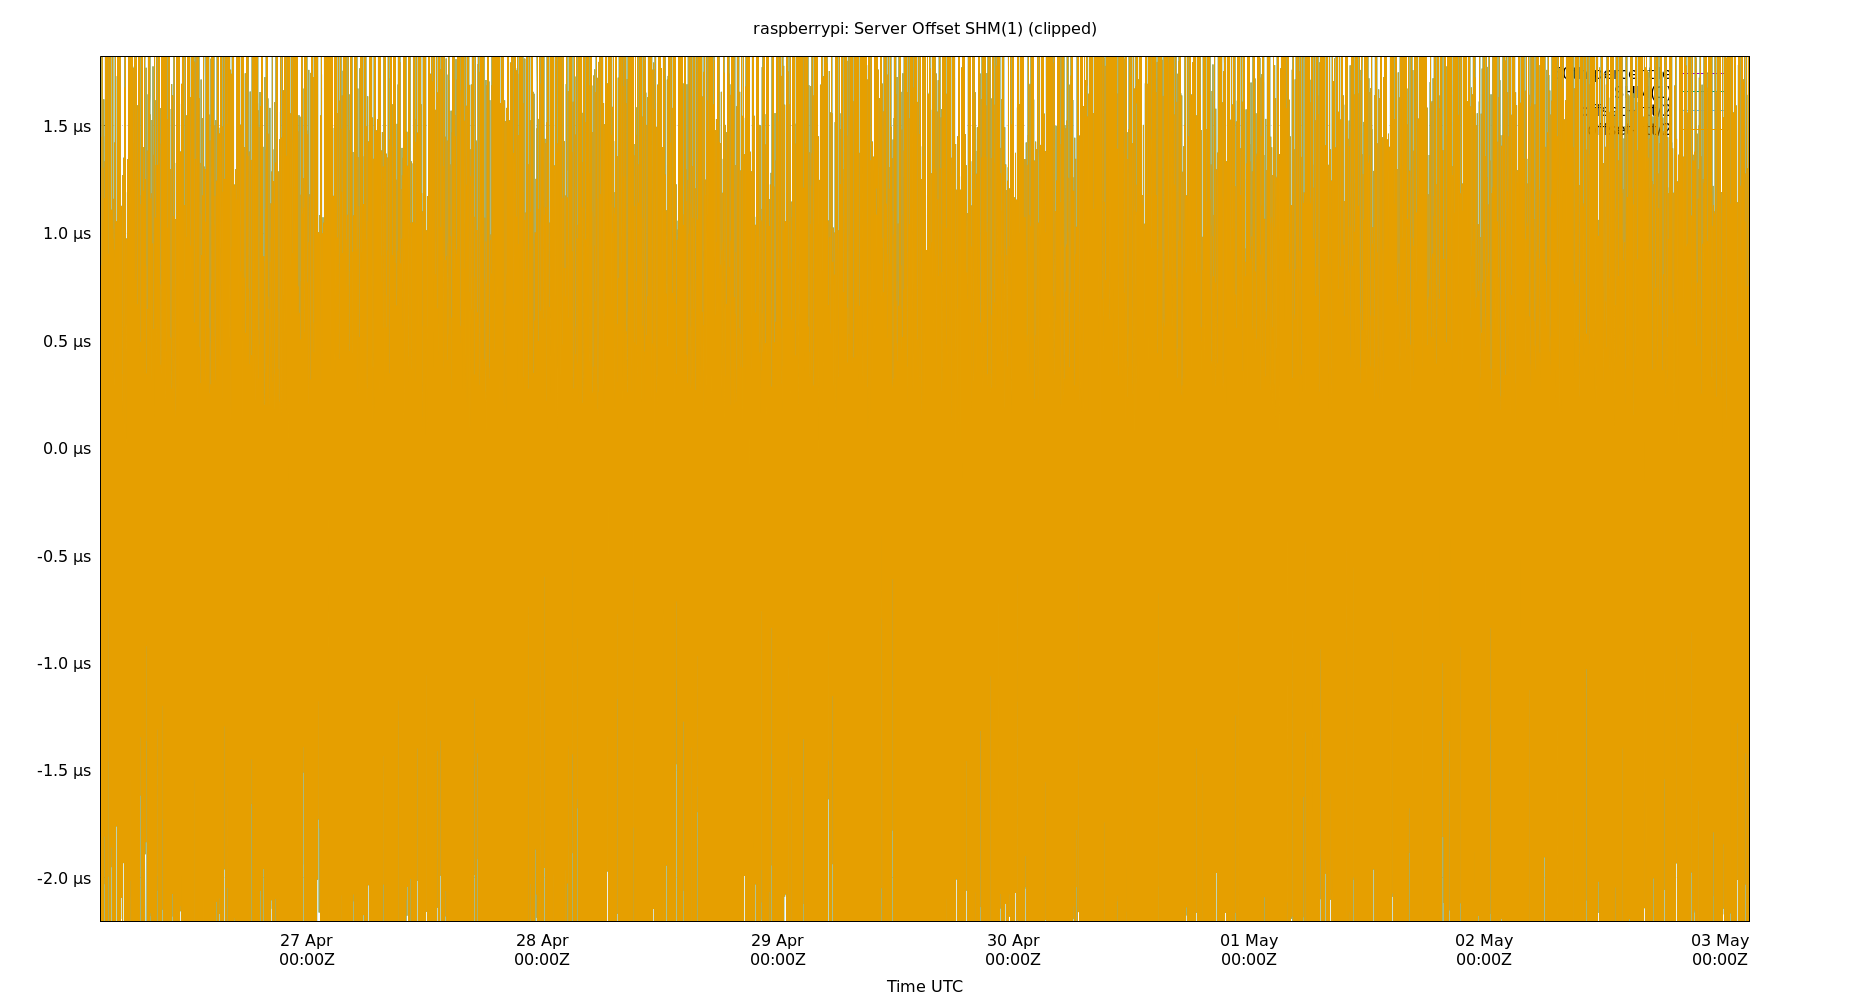 raspberrypi: Server Offset SHM(1) (clipped)
1.5 µs
1.0 µs
0.5 µs
0.0 µs
-0.5 µs
-1.0 µs
-1.5 µs
-2.0 µs
27 Apr
00:00Z
28 Apr
00:00Z
29 Apr
00:00Z
30 Apr
00:00Z
01 May
00:00Z
02 May
00:00Z
03 May
00:00Z
Time UTC